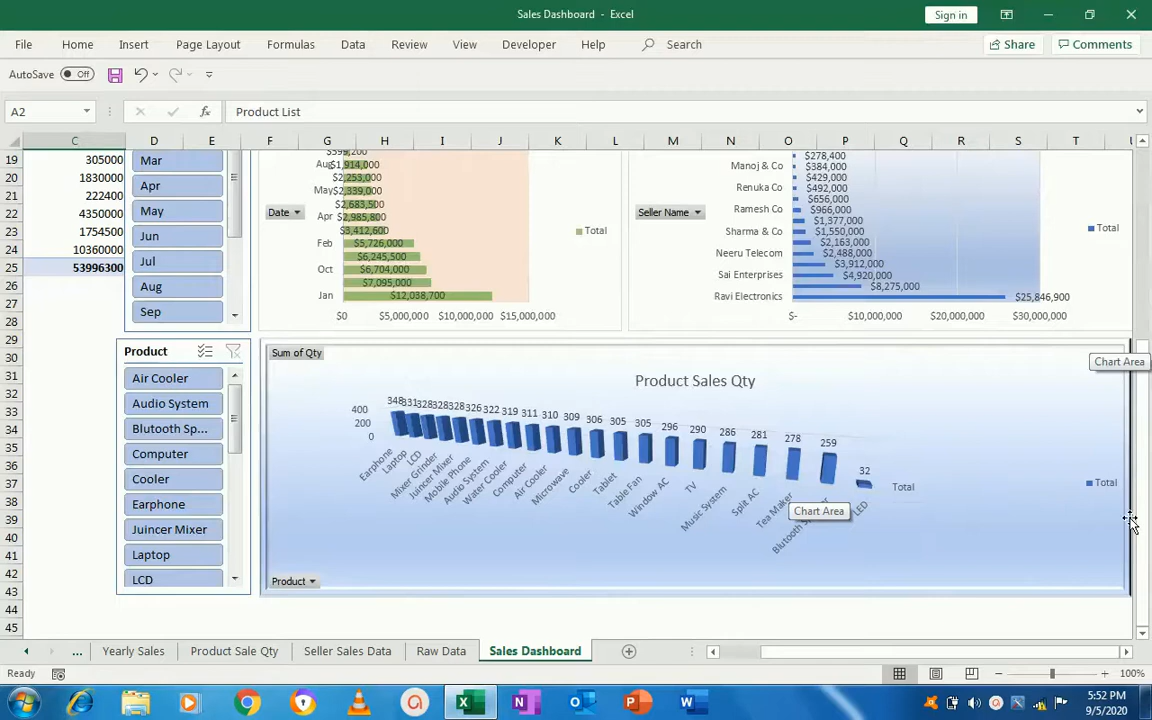 Sales Dashboard - Excel
Sign in
File Home Insert Page Layout Formulas Data Review View Developer Help Search Share Comments
AutoSave Off
A2 fx Product List
C D E F G H I J K L M N O P Q R S T U
19 305000
20 1830000
21 222400
22 4350000
23 1754500
24 10360000
25 53996300
26
27
28
29
30
31
32
33
34
35
36
37
38
39
40
41
42
43
44
45
Mar
Apr
May
Jun
Jul
Aug
Sep
Date
$399,200
Aug $1,914,000
$2,253,000
May $2,339,000
$2,683,500
Apr $2,985,800
$3,412,600
Feb $5,726,000
$6,245,500
Oct $6,704,000
$7,095,000
Jan $12,038,700
$0 $5,000,000 $10,000,000 $15,000,000
Total
Seller Name
$278,400
Manoj & Co $384,000
$429,000
Renuka Co $492,000
$656,000
Ramesh Co $966,000
$1,377,000
Sharma & Co $1,550,000
$2,163,000
Neeru Telecom $2,488,000
$3,912,000
Sai Enterprises $4,920,000
$8,275,000
Ravi Electronics $25,846,900
$- $10,000,000 $20,000,000 $30,000,000
Total
Product
Air Cooler
Audio System
Blutooth Sp...
Computer
Cooler
Earphone
Juincer Mixer
Laptop
LCD
Sum of Qty
Product Sales Qty
400
200
0
348 331 328 328 328 326 322 319 311 310 309 306 305 305 296 290 286 281 278 259 32
Earphone
Laptop
LCD
Mixer Grinder
Juincer Mixer
Mobile Phone
Audio System
Water Cooler
Computer
Air Cooler
Microwave
Cooler
Tablet
Table Fan
Window AC
TV
Music System
Split AC
Tea Maker
LED
Total
Total
Product
Chart Area
Chart Area
... Yearly Sales Product Sale Qty Seller Sales Data Raw Data Sales Dashboard
Ready
100%
5:52 PM
9/5/2020